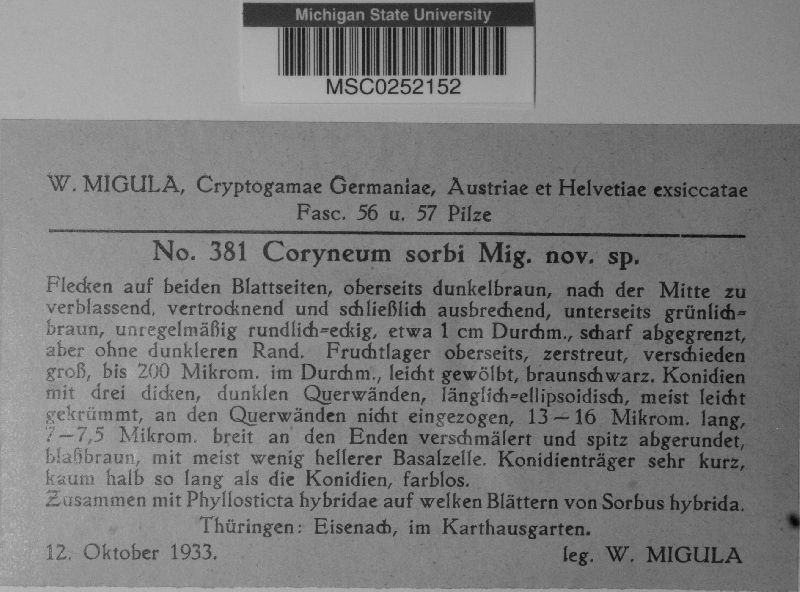 Michigan State University
MSC0252152
W. MIGULA, Cryptogamae Germaniae, Austriae et Helvetiae exsiccatae
Fasc. 56 u. 57 Pilze
No. 381 Coryneum sorbi Mig. nov. sp.
Flecken auf beiden Blattseiten, oberseits dunkelbraun, nach der Mitte zu
verblassend, vertrocknend und schließlich ausbrechend, unterseits grünlich=
braun, unregelmäßig rundlich=eckig, etwa 1 cm Durchm., scharf abgegrenzt,
aber ohne dunkleren Rand. Fruchtlager oberseits, zerstreut, verschieden
groß, bis 200 Mikrom. im Durchm., leicht gewölbt, braunschwarz. Konidien
mit drei dicken, dunklen Querwänden, länglich=ellipsoidisch, meist leicht
gekrümmt, an den Querwänden nicht eingezogen, 13—16 Mikrom. lang,
7—7,5 Mikrom. breit an den Enden verschmälert und spitz abgerundet,
blaßbraun, mit meist wenig hellerer Basalzelle. Konidienträger sehr kurz,
kaum halb so lang als die Konidien, farblos.
Zusammen mit Phyllosticta hybridae auf welken Blättern von Sorbus hybrida.
Thüringen: Eisenach, im Karthausgarten.
12. Oktober 1933. leg. W. MIGULA